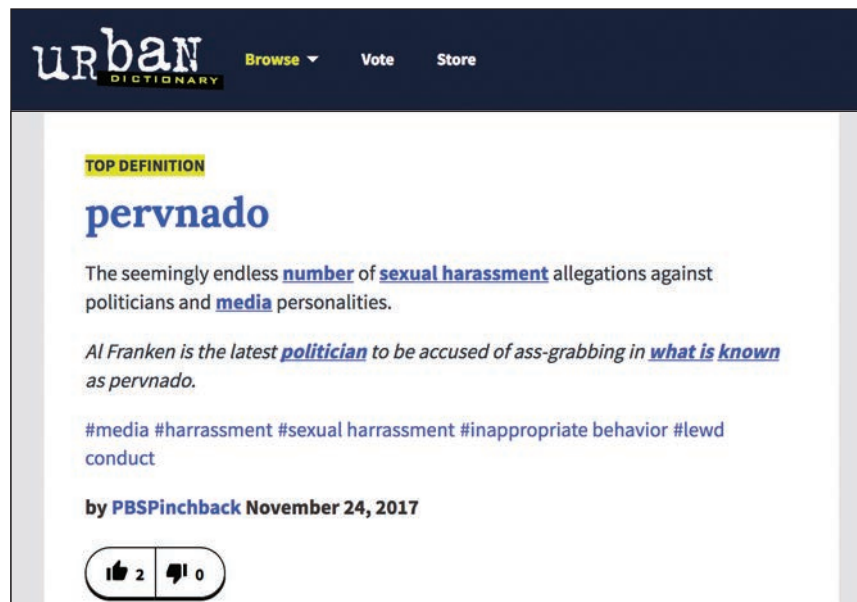 urban
DICTIONARY
Browse Vote Store
TOP DEFINITION
pervnado
The seemingly endless number of sexual harassment allegations against
politicians and media personalities.
Al Franken is the latest politician to be accused of ass-grabbing in what is known
as pervnado.
#media #harrassment #sexual harrassment #inappropriate behavior #lewd
conduct
by PBSPinchback November 24, 2017
2 0